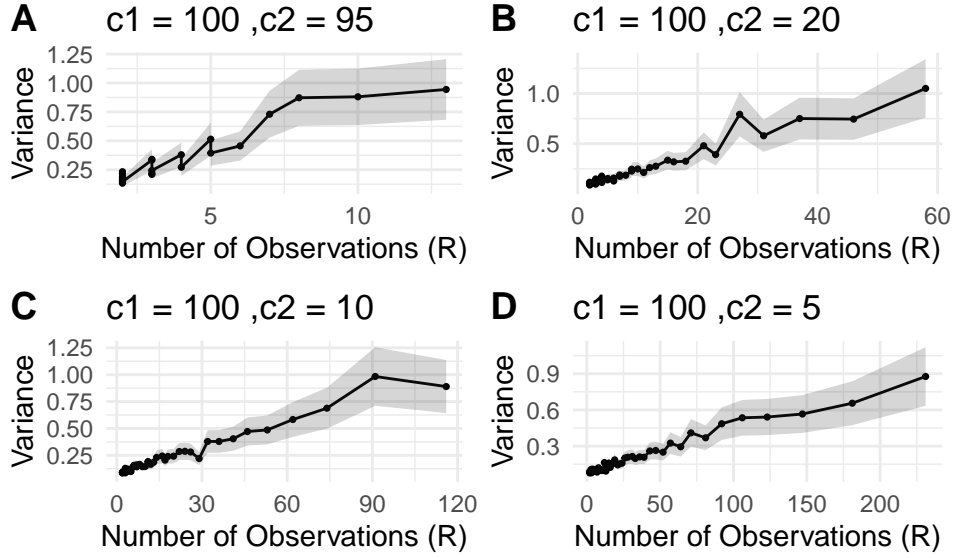 A c1 = 100 ,c2 = 95
Variance
1.25
1.00
0.75
0.50
0.25
5 10
Number of Observations (R)
B c1 = 100 ,c2 = 20
Variance
1.0
0.5
0 20 40 60
Number of Observations (R)
C c1 = 100 ,c2 = 10
Variance
1.25
1.00
0.75
0.50
0.25
0 30 60 90 120
Number of Observations (R)
D c1 = 100 ,c2 = 5
Variance
0.9
0.6
0.3
0 50 100 150 200
Number of Observations (R)